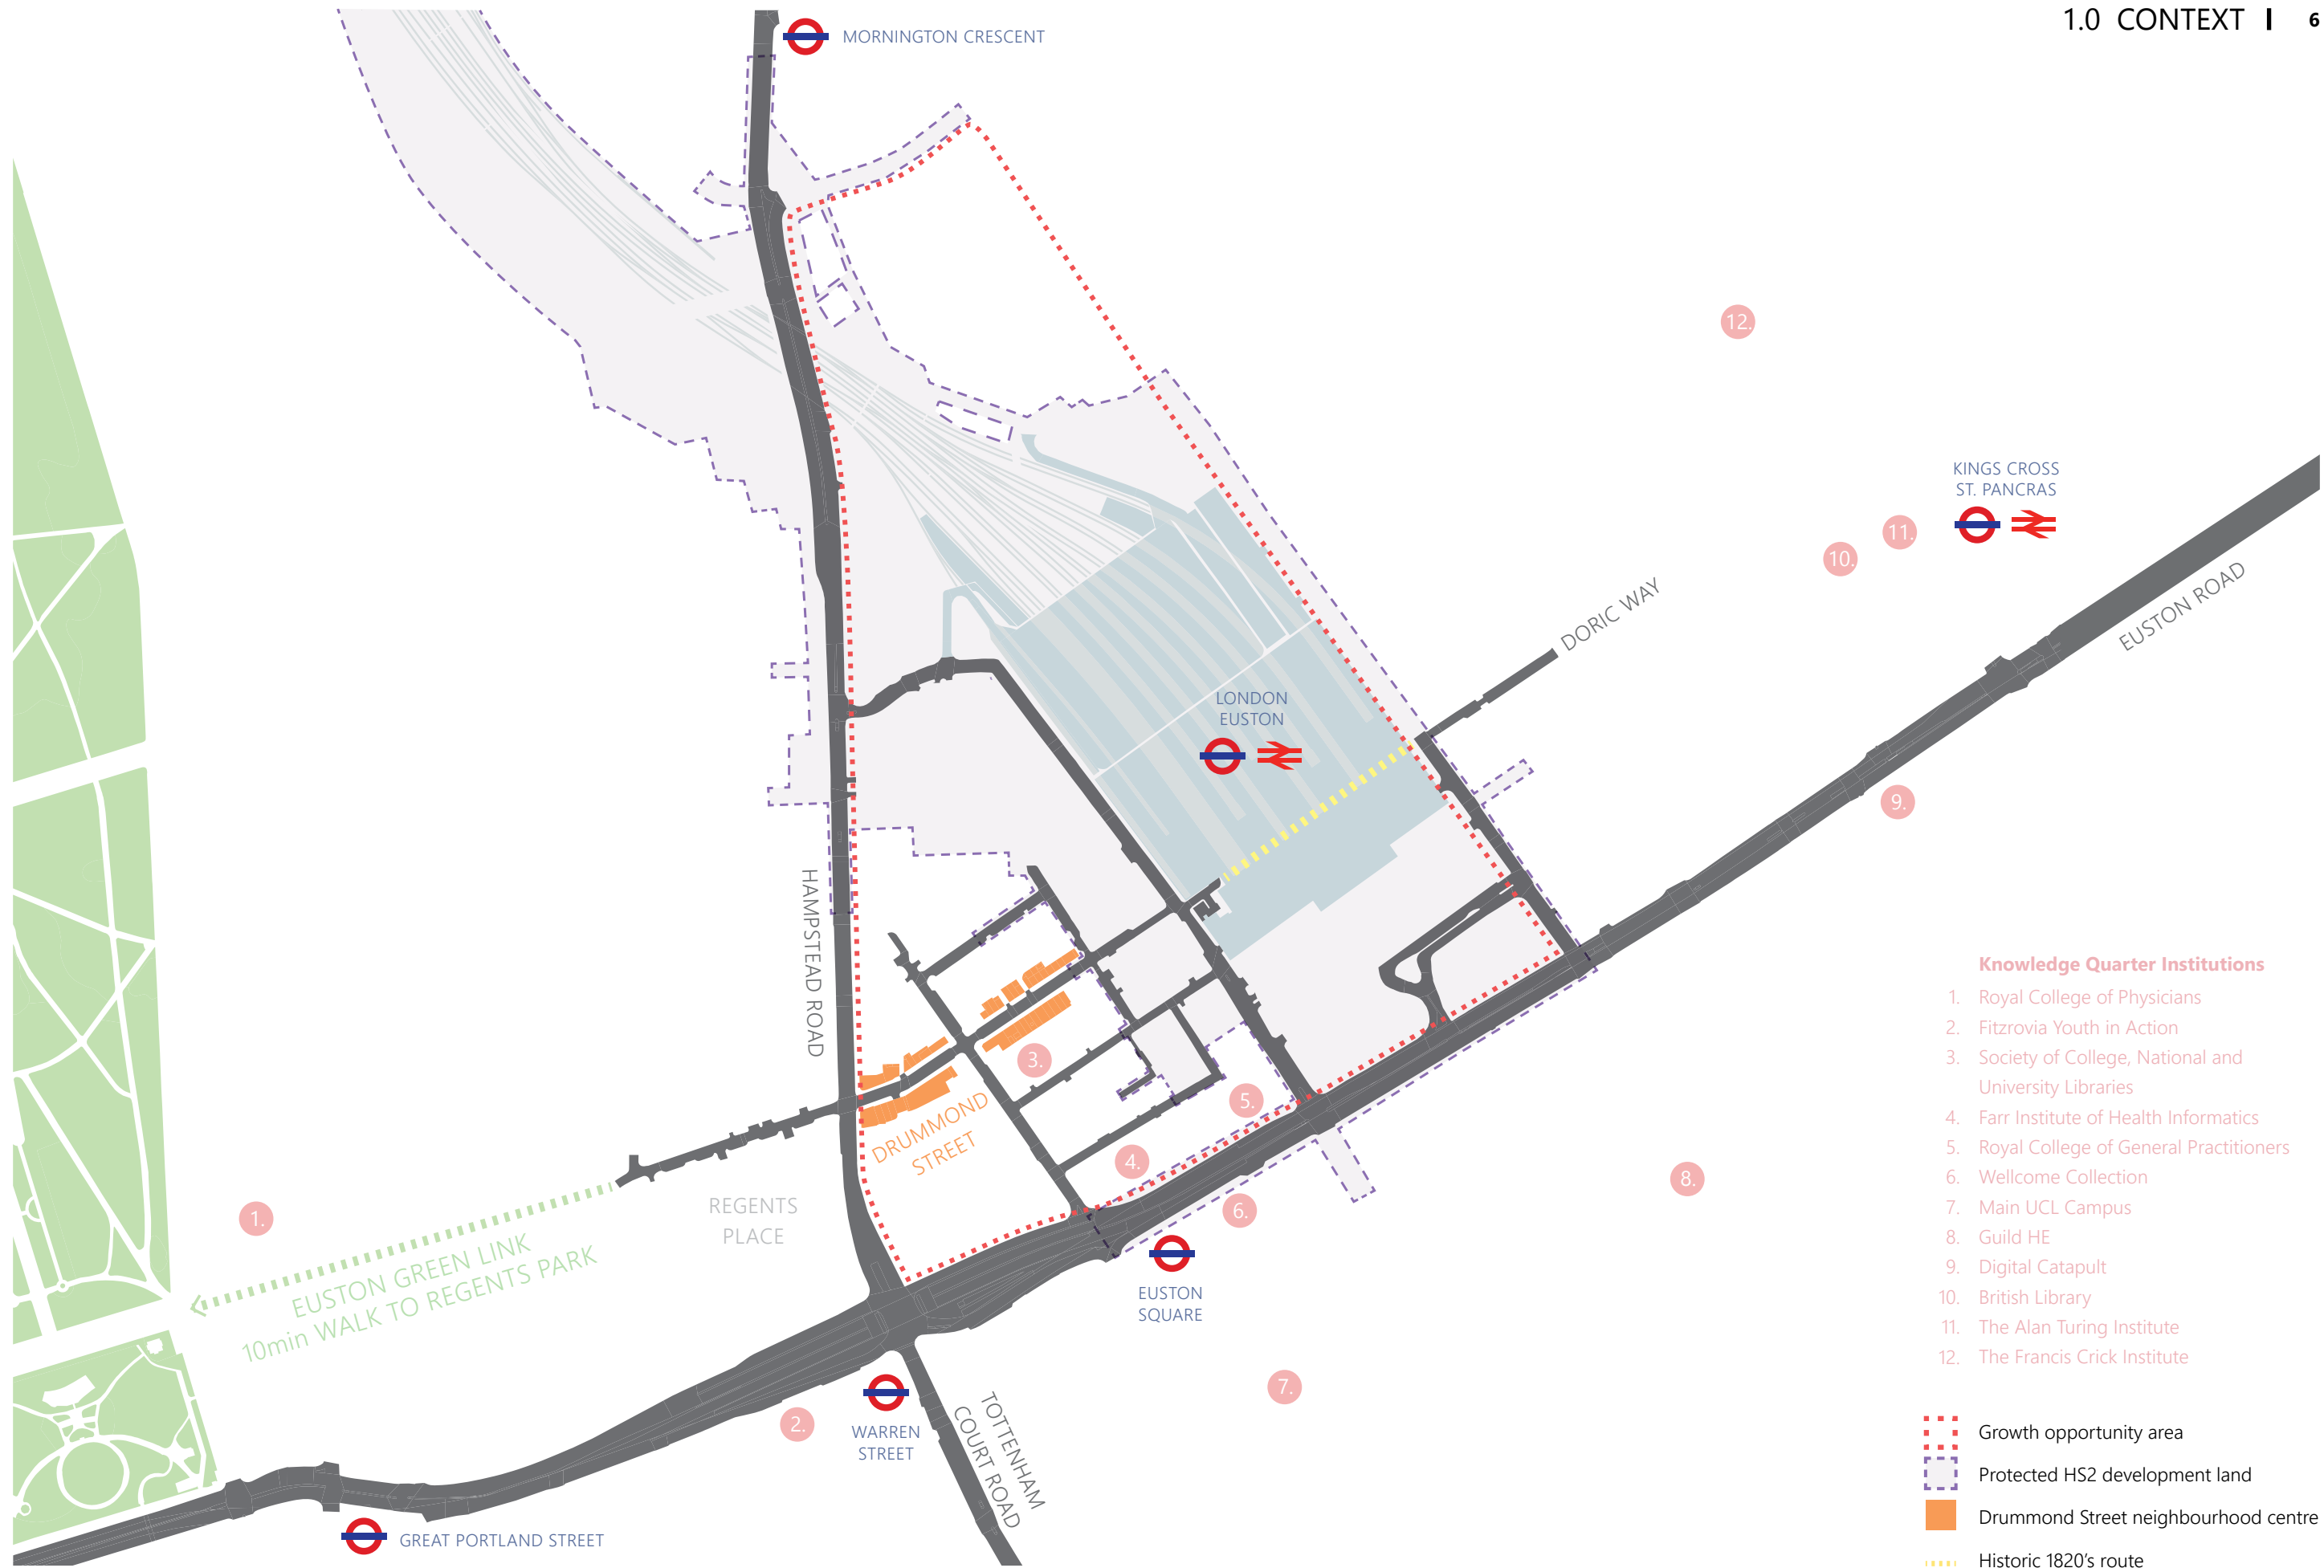 1.0 CONTEXT | 6
MORNINGTON CRESCENT
12.
KINGS CROSS
ST. PANCRAS
11.
10.
EUSTON ROAD
DORIC WAY
LONDON
EUSTON
9.
HAMPSTEAD ROAD
3.
DRUMMOND
STREET
5.
4.
8.
6.
REGENTS
PLACE
1.
EUSTON GREEN LINK
10min WALK TO REGENTS PARK
EUSTON
SQUARE
7.
2.
WARREN
STREET
TOTTENHAM
COURT ROAD
GREAT PORTLAND STREET
Knowledge Quarter Institutions
1. Royal College of Physicians
2. Fitzrovia Youth in Action
3. Society of College, National and
University Libraries
4. Farr Institute of Health Informatics
5. Royal College of General Practitioners
6. Wellcome Collection
7. Main UCL Campus
8. Guild HE
9. Digital Catapult
10. British Library
11. The Alan Turing Institute
12. The Francis Crick Institute
Growth opportunity area
Protected HS2 development land
Drummond Street neighbourhood centre
Historic 1820's route